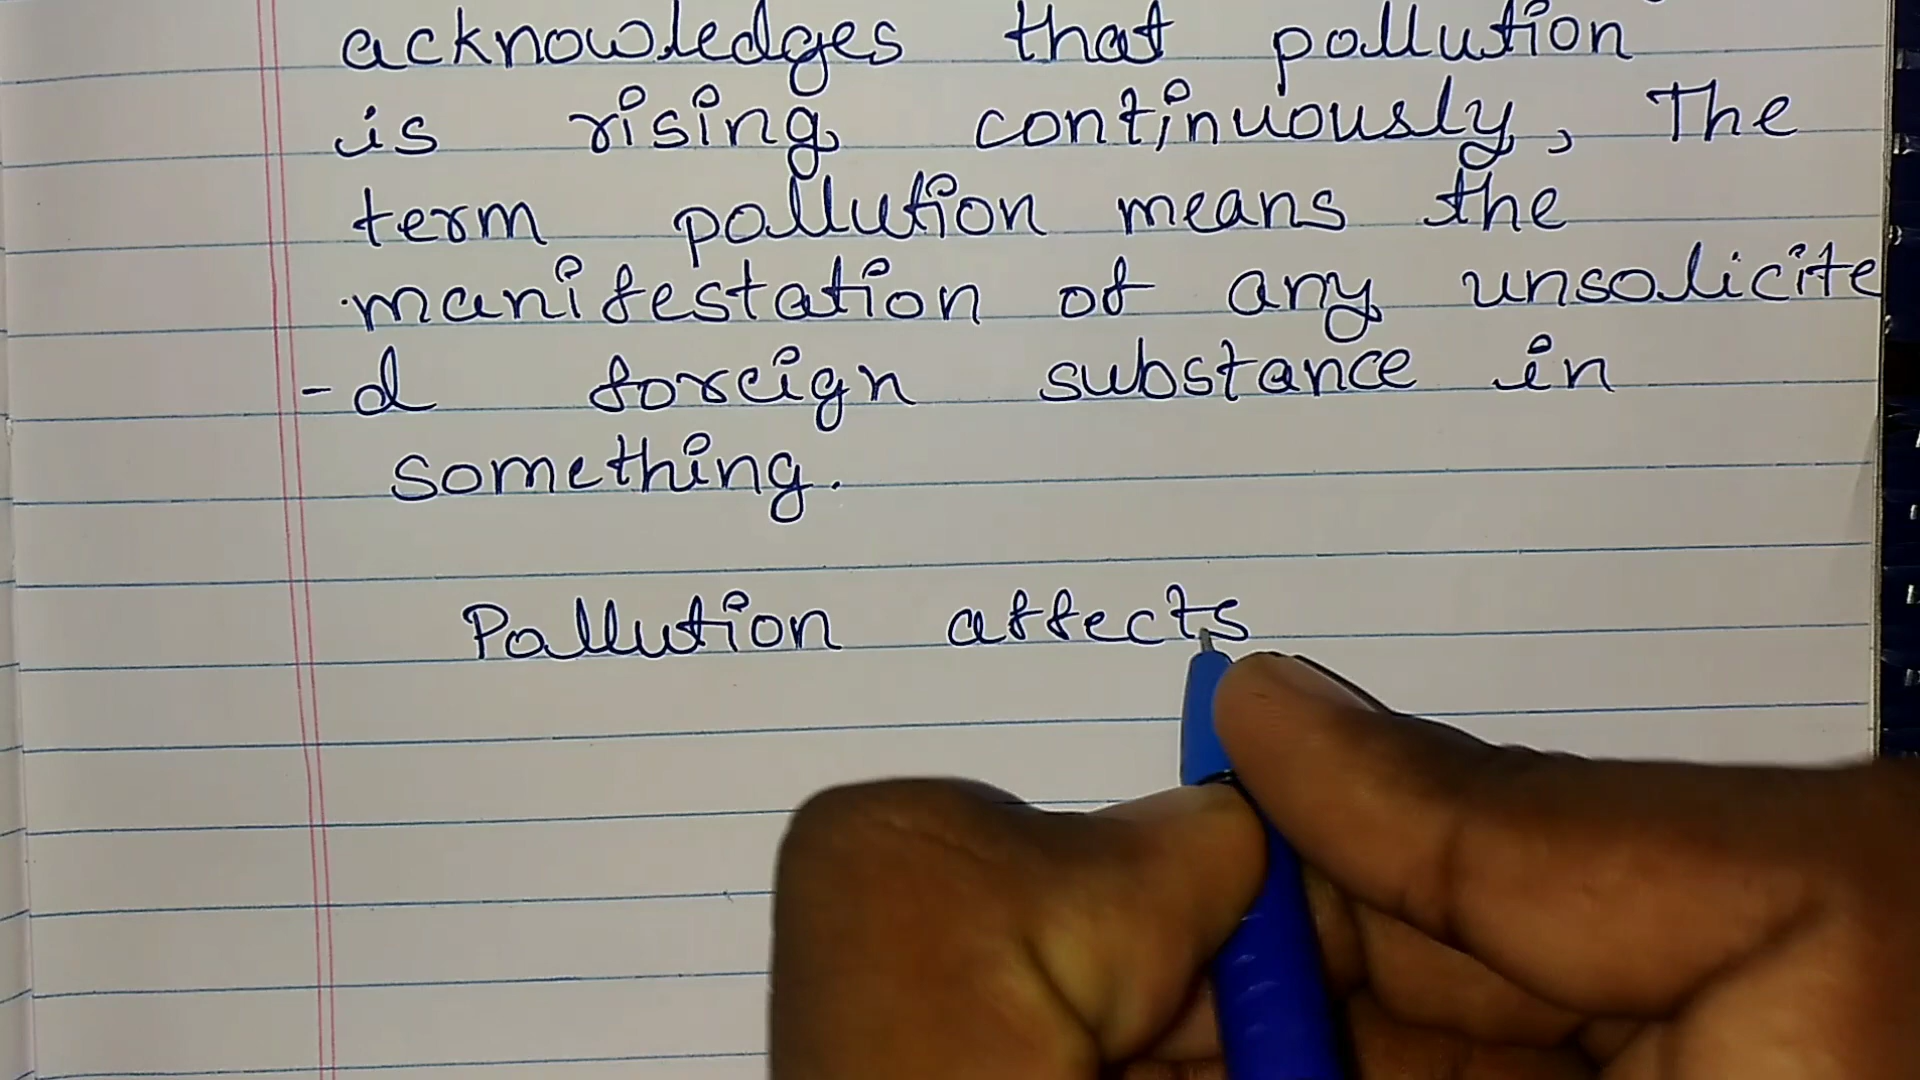 acknowledges that pollution
is rising continuously, The
term pollution means the
manifestation of any unsolicite
-d foreign substance in
something.
Pollution affects